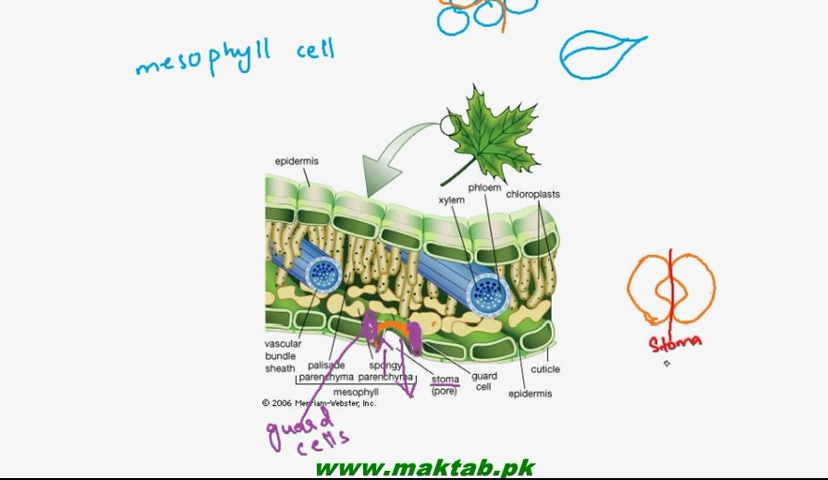 mesophyll cell
epidermis
xylem
phloem
chloroplasts
vascular
bundle
sheath
palisade
parenchyma
spongy
parenchyma
mesophyll
stoma
(pore)
guard
cell
cuticle
epidermis
© 2006 Merriam-Webster, Inc.
guard
cells
Stoma
www.maktab.pk